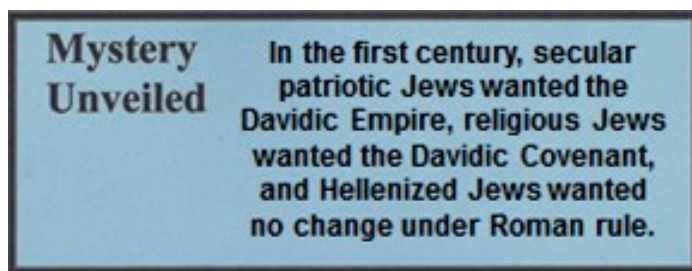 Mystery
Unveiled
In the first century, secular
patriotic Jews wanted the
Davidic Empire, religious Jews
wanted the Davidic Covenant,
and Hellenized Jews wanted
no change under Roman rule.